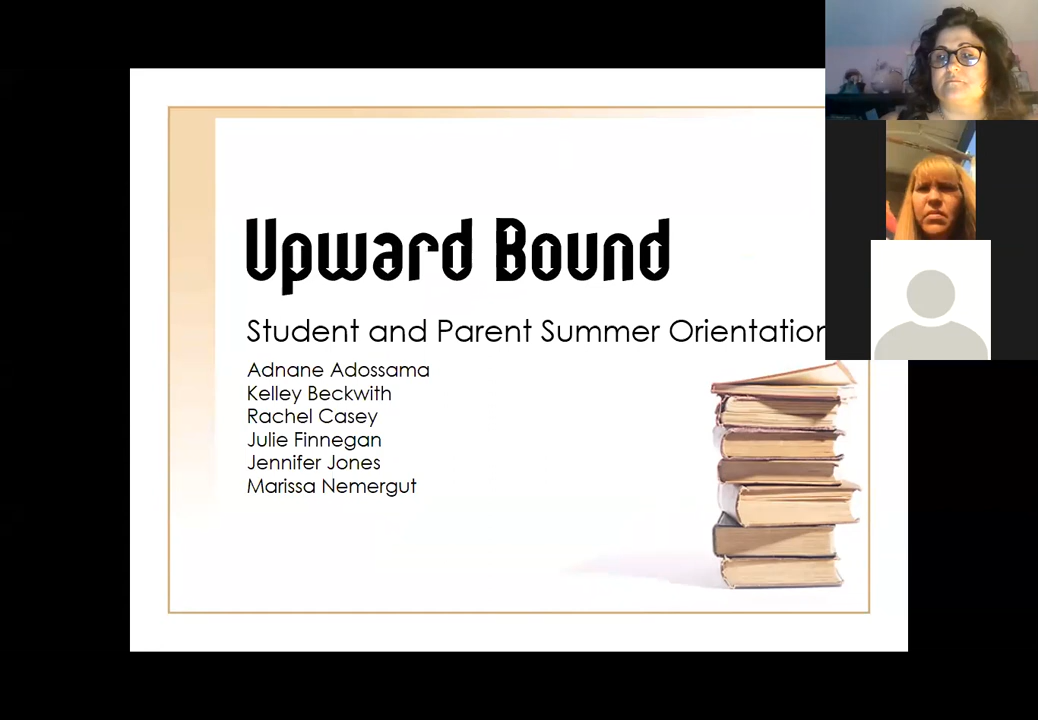 Upward Bound
Student and Parent Summer Orientation
Adnane Adossama
Kelley Beckwith
Rachel Casey
Julie Finnegan
Jennifer Jones
Marissa Nemergut